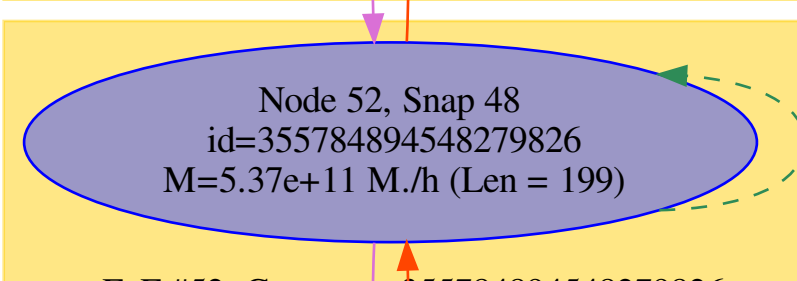 Node 52, Snap 48
id=355784894548279826
M=5.37e+11 M./h (Len = 199)